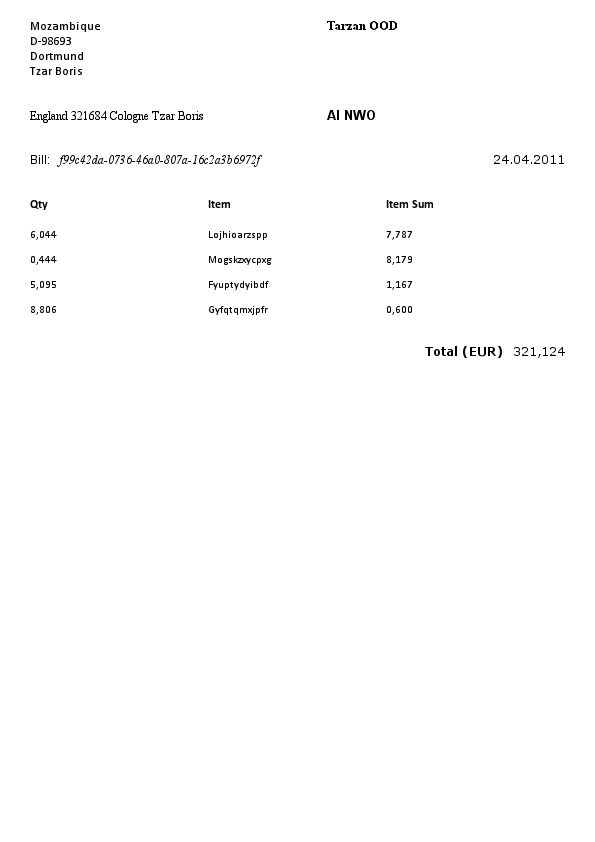 Mozambique
D-98693
Dortmund
Tzar Boris
Tarzan OOD
England 321684 Cologne Tzar Boris
AI NWO
Bill: f99c42da-0736-46a0-807a-16c2a3b6972f
24.04.2011
Qty Item Item Sum
6,044 Lojhioarzspp 7,787
0,444 Mogskzxycpxg 8,179
5,095 Fyuptydyibdf 1,167
8,806 Gyfqtqmxjpfr 0,600
Total (EUR) 321,124